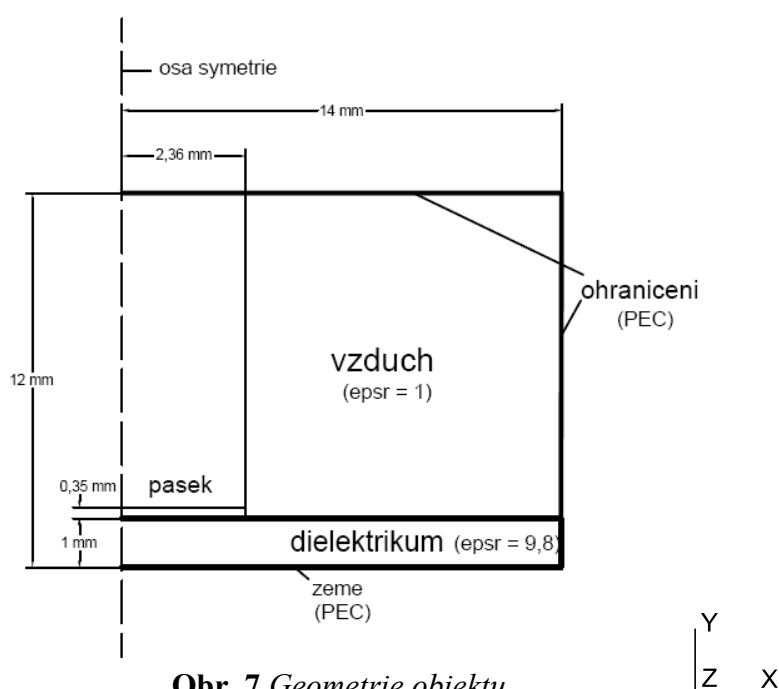 osa symetrie
14 mm
2,36 mm
ohraniceni
(PEC)
vzduch
(epsr = 1)
12 mm
0,35 mm
pasek
1 mm
dielektrikum (epsr = 9,8)
zeme
(PEC)
Y
Z X
Obr. 7 Geometrie objektu